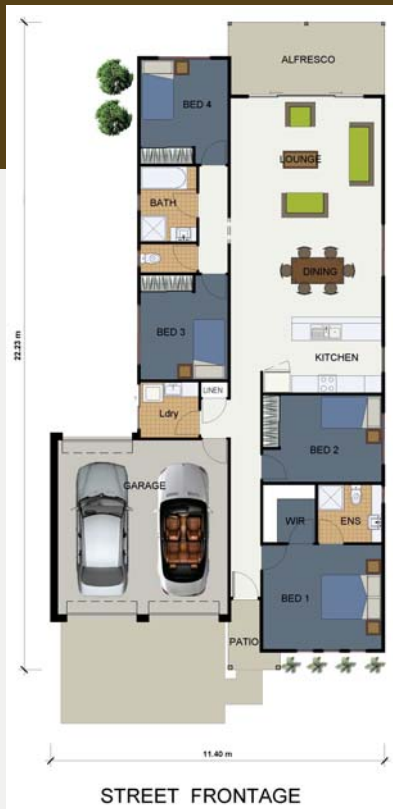 ALFRESCO
BED 4
LOUNGE
BATH
DINING
BED 3
KITCHEN
22.23 m
LINEN
Ldry
BED 2
GARAGE
WIR
ENS
BED 1
PATIO
11.40 m
STREET FRONTAGE